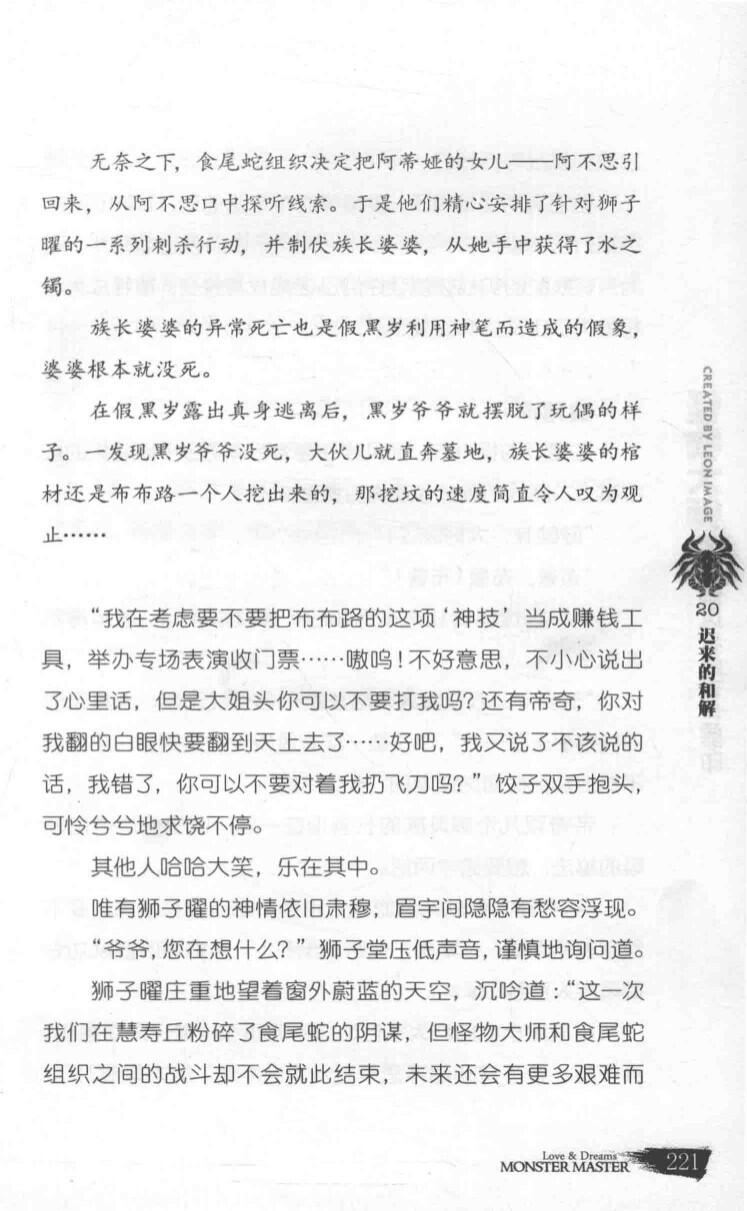 无奈之下，食尾蛇组织决定把阿蒂娅的女儿——阿不思引
回来，从阿不思口中探听线索。于是他们精心安排了针对狮子
曜的一系列刺杀行动，并制伏族长婆婆，从她手中获得了水之
镯。
族长婆婆的异常死亡也是假黑岁利用神笔而造成的假象，
婆婆根本就没死。
在假黑岁露出真身逃离后，黑岁爷爷就摆脱了玩偶的样
子。一发现黑岁爷爷没死，大伙儿就直奔墓地，族长婆婆的棺
材还是布布路一个人挖出来的，那挖坟的速度简直令人叹为观
止……
“我在考虑要不要把布布路的这项‘神技’当成赚钱工
具，举办专场表演收门票……嗷呜！不好意思，不小心说出
了心里话，但是大姐头你可以不要打我吗？还有帝奇，你对
我翻的白眼快要翻到天上去了……好吧，我又说了不该说的
话，我错了，你可以不要对着我扔飞刀吗？”饺子双手抱头，
可怜兮兮地求饶不停。
其他人哈哈大笑，乐在其中。
唯有狮子曜的神情依旧肃穆，眉宇间隐隐有愁容浮现。
“爷爷，您在想什么？”狮子堂压低声音，谨慎地询问道。
狮子曜庄重地望着窗外蔚蓝的天空，沉吟道：“这一次
我们在慧寿丘粉碎了食尾蛇的阴谋，但怪物大师和食尾蛇
组织之间的战斗却不会就此结束，未来还会有更多艰难而
CREATED BY LEON IMAGE
20
迟来的和解
Love & Dreams
MONSTER MASTER
221